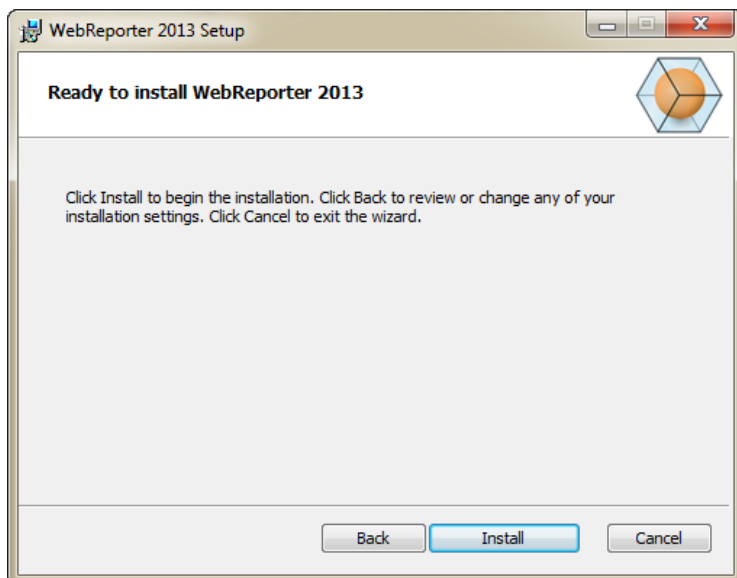 WebReporter 2013 Setup
Ready to install WebReporter 2013
Click Install to begin the installation. Click Back to review or change any of your
installation settings. Click Cancel to exit the wizard.
Back Install Cancel